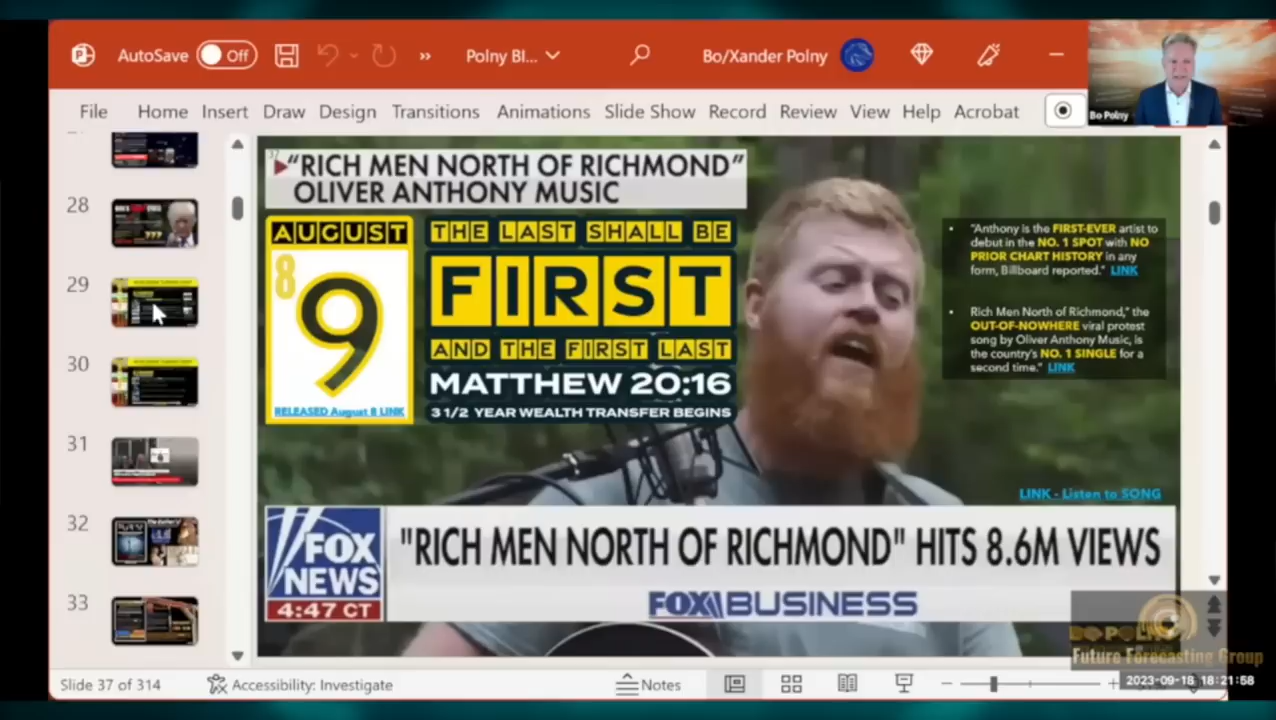 AutoSave Off
» Polny Bl...
Bo/Xander Polny
Bo Polny
File Home Insert Draw Design Transitions Animations Slide Show Record Review View Help Acrobat
28
29
30
31
32
33
37
"RICH MEN NORTH OF RICHMOND"
OLIVER ANTHONY MUSIC
AUGUST
8
9
RELEASED August 8 LINK
THE LAST SHALL BE
FIRST
AND THE FIRST LAST
MATTHEW 20:16
3 1/2 YEAR WEALTH TRANSFER BEGINS
• "Anthony is the FIRST-EVER artist to
debut in the NO. 1 SPOT with NO
PRIOR CHART HISTORY in any
form, Billboard reported." LINK
• Rich Men North of Richmond," the
OUT-OF-NOWHERE viral protest
song by Oliver Anthony Music, is
the country's NO. 1 SINGLE for a
second time." LINK
LINK - Listen to SONG
FOX
NEWS
4:47 CT
"RICH MEN NORTH OF RICHMOND" HITS 8.6M VIEWS
FOX BUSINESS
BO POLNY
Future Forecasting Group
Slide 37 of 314
Accessibility: Investigate
Notes
2023-09-18 18:21:58